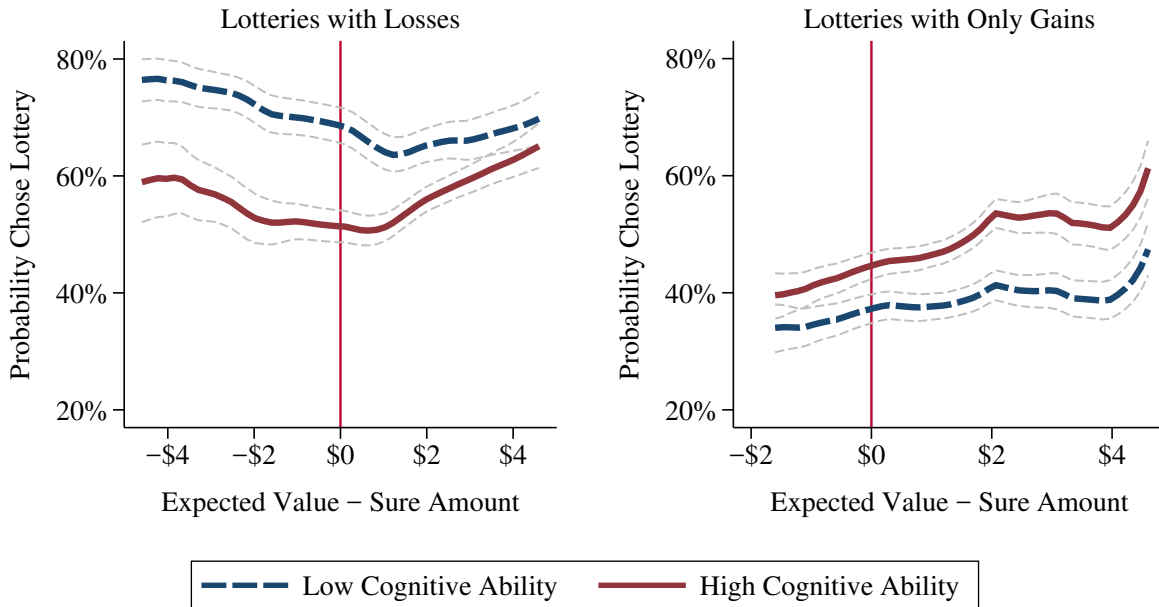 Lotteries with Losses
Probability Chose Lottery
80%
60%
40%
20%
−$4 −$2 $0 $2 $4
Expected Value − Sure Amount
Lotteries with Only Gains
Probability Chose Lottery
80%
60%
40%
20%
−$2 $0 $2 $4
Expected Value − Sure Amount
Low Cognitive Ability High Cognitive Ability